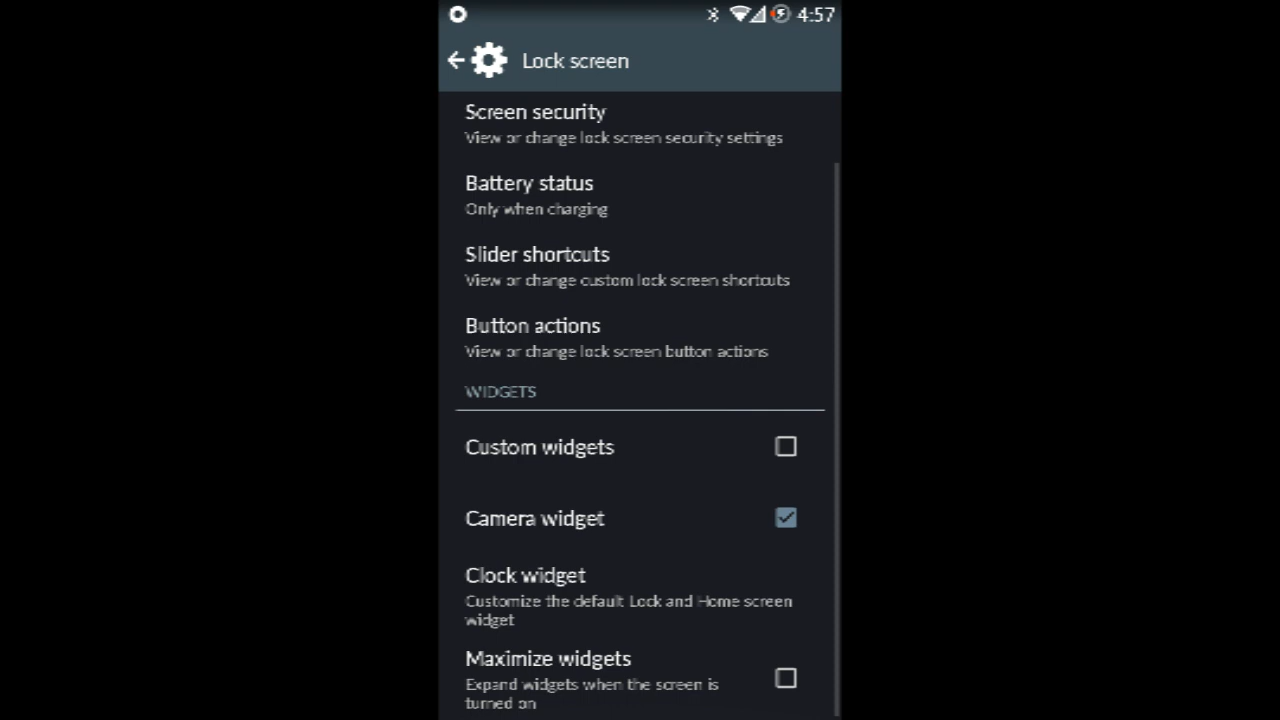 4:57
Lock screen
Screen security
View or change lock screen security settings
Battery status
Only when charging
Slider shortcuts
View or change custom lock screen shortcuts
Button actions
View or change lock screen button actions
WIDGETS
Custom widgets
Camera widget
Clock widget
Customize the default Lock and Home screen
widget
Maximize widgets
Expand widgets when the screen is
turned on